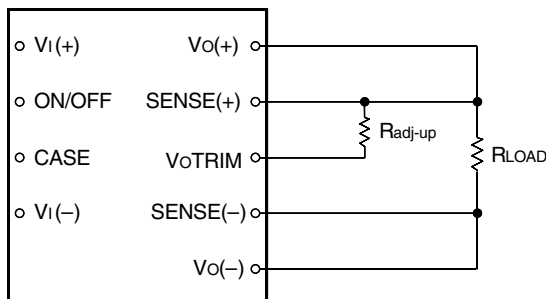 VI(+) VO(+)
ON/OFF SENSE(+)
Radj-up
CASE VOTRIM
RLOAD
VI(–) SENSE(–)
VO(–)